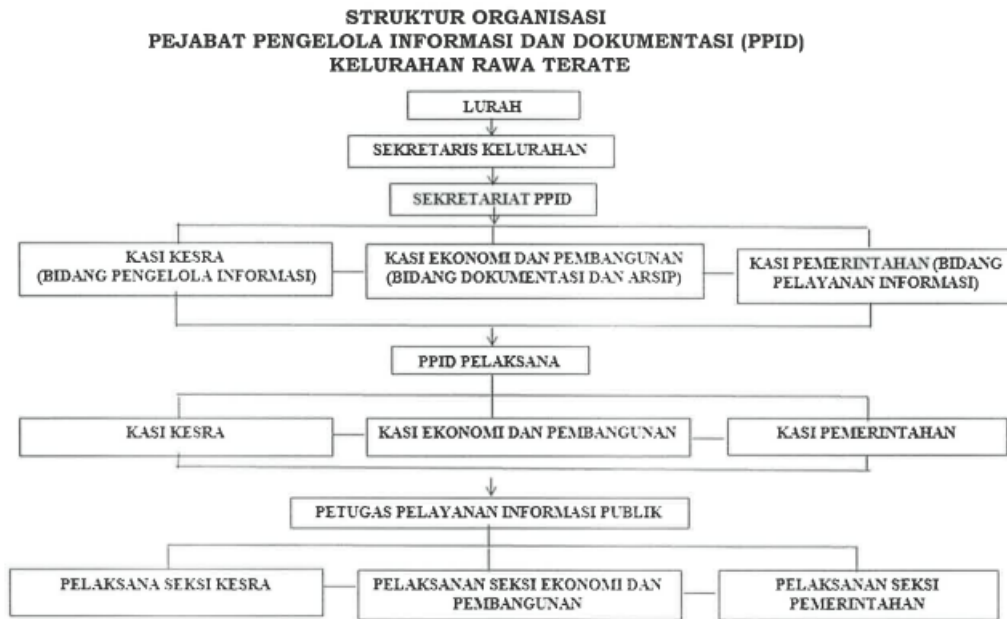 STRUKTUR ORGANISASI
PEJABAT PENGELOLA INFORMASI DAN DOKUMENTASI (PPID)
KELURAHAN RAWA TERATE
LURAH
SEKRETARIS KELURAHAN
SEKRETARIAT PPID
KASI KESRA
(BIDANG PENGELOLA INFORMASI)
KASI EKONOMI DAN PEMBANGUNAN
(BIDANG DOKUMENTASI DAN ARSIP)
KASI PEMERINTAHAN (BIDANG
PELAYANAN INFORMASI)
PPID PELAKSANA
KASI KESRA
KASI EKONOMI DAN PEMBANGUNAN
KASI PEMERINTAHAN
PETUGAS PELAYANAN INFORMASI PUBLIK
PELAKSANA SEKSI KESRA
PELAKSANAN SEKSI EKONOMI DAN
PEMBANGUNAN
PELAKSANAN SEKSI
PEMERINTAHAN